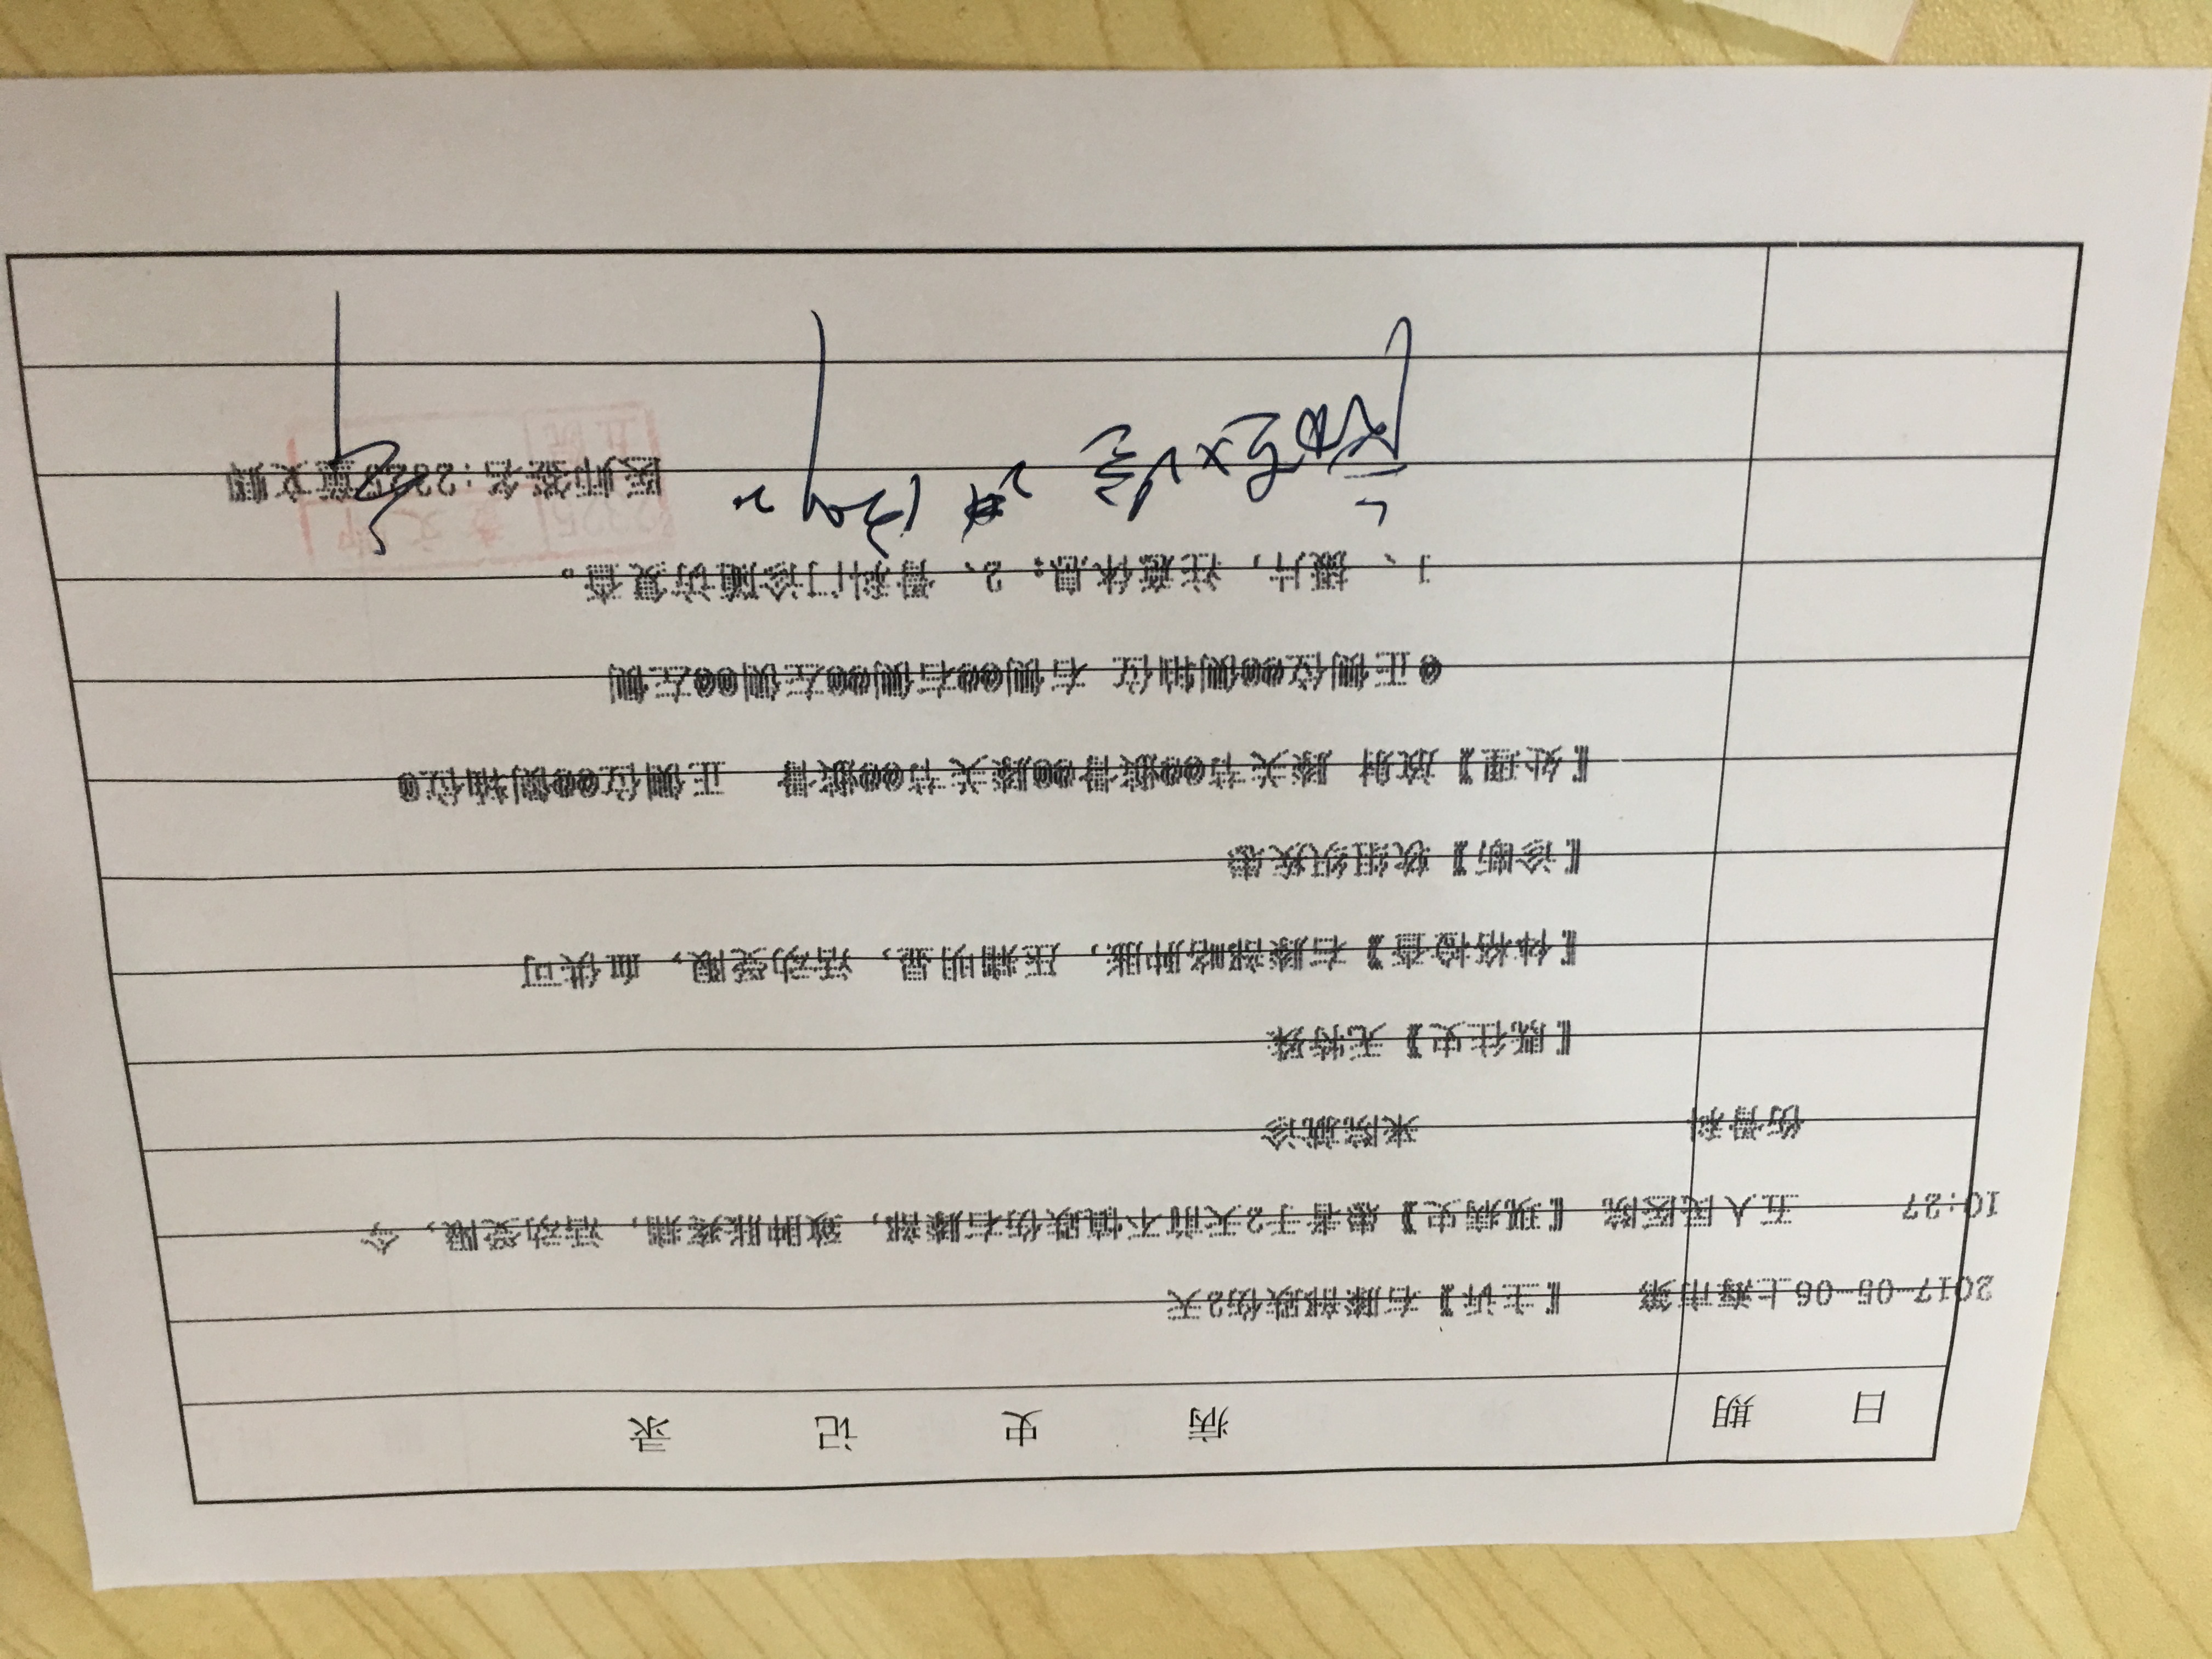 日 期 病 史 记 录
2017-05-06 上海市第 【主诉】右膝部跌伤2天
10:27 五人民医院 【现病史】患者于2天前不慎跌伤右膝部，致肿胀疼痛，活动受限，今
伤骨科 来院就诊
【既往史】无特殊
【体格检查】右膝部略肿胀，压痛明显，活动受限，血供可
【诊断】软组织疾患
【处理】放射 膝关节@@髌骨@@膝关节@@髌骨 正侧位@@侧轴位@
@正侧位@@侧轴位 右侧@@右侧@@左侧@@左侧
1、摄片，注意休息；2、骨科门诊随访复查。
医师签名:2325童文卿
2325
五院